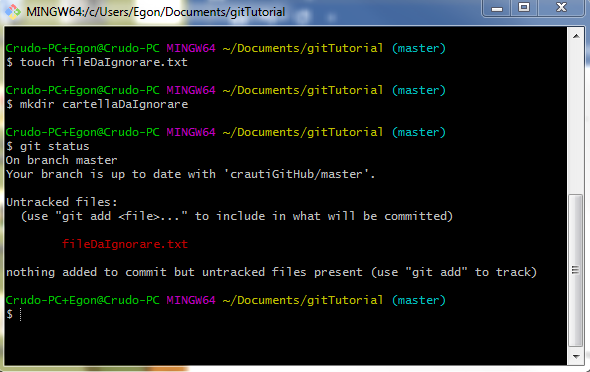 MINGW64:/c/Users/Egon/Documents/gitTutorial
Crudo-PC+Egon@Crudo-PC MINGW64 ~/Documents/gitTutorial (master)
$ touch fileDaIgnorare.txt
Crudo-PC+Egon@Crudo-PC MINGW64 ~/Documents/gitTutorial (master)
$ mkdir cartellaDaIgnorare
Crudo-PC+Egon@Crudo-PC MINGW64 ~/Documents/gitTutorial (master)
$ git status
On branch master
Your branch is up to date with 'crautiGitHub/master'.
Untracked files:
  (use "git add <file>..." to include in what will be committed)
        fileDaIgnorare.txt
nothing added to commit but untracked files present (use "git add" to track)
Crudo-PC+Egon@Crudo-PC MINGW64 ~/Documents/gitTutorial (master)
$